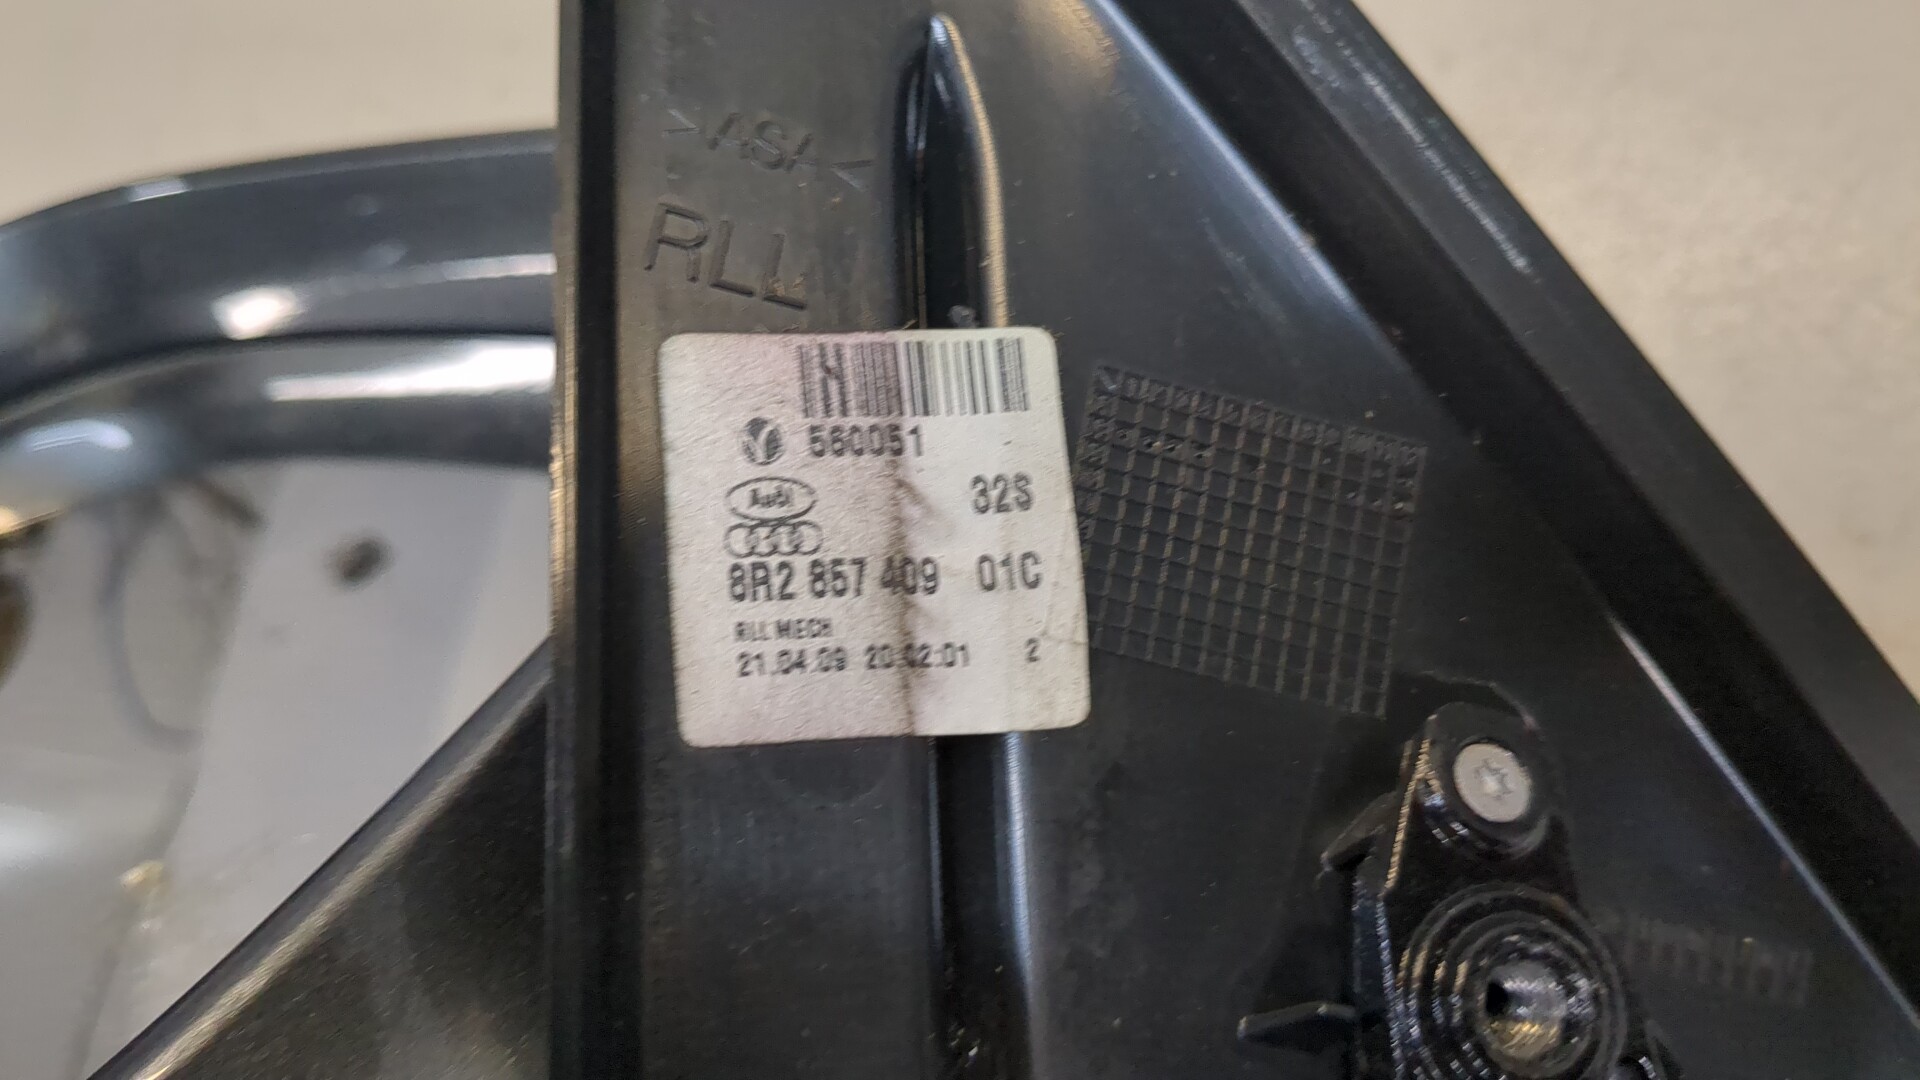 >ASA<
RLL
560051
Audi
32S
8R2 857 409 01C
RLL MECH
21.04.09 20:02:01 2